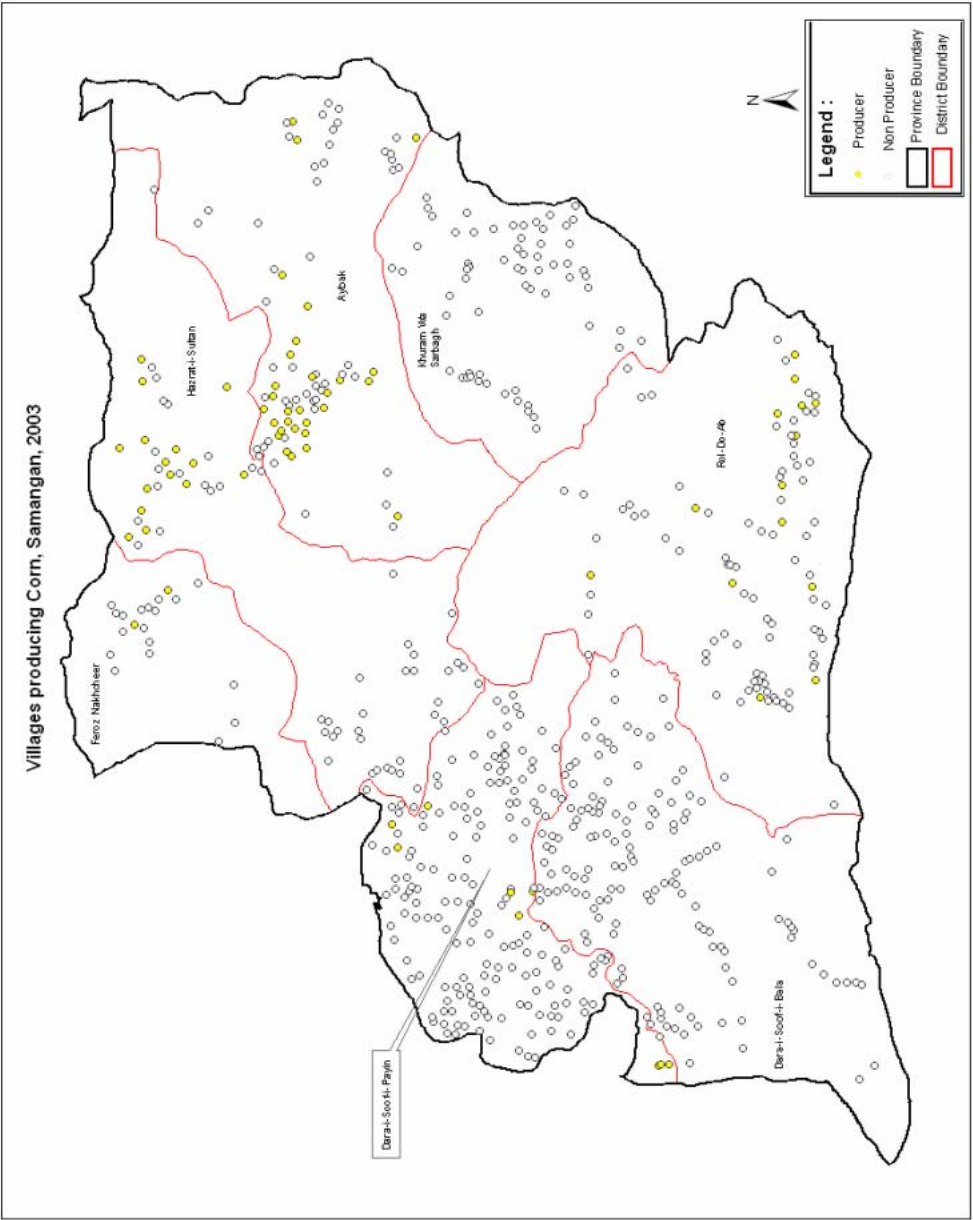 Villages producing Corn, Samangan, 2003
Feroz Nakhcheer
Hazrat-i-Sultan
Aybak
Khuram Wa
Sarbagh
Rol-Do-Ab
Dara-i-Soof-i-Payin
Dara-i-Soof-i-Bala
N
Legend :
Producer
Non Producer
Province Boundary
District Boundary